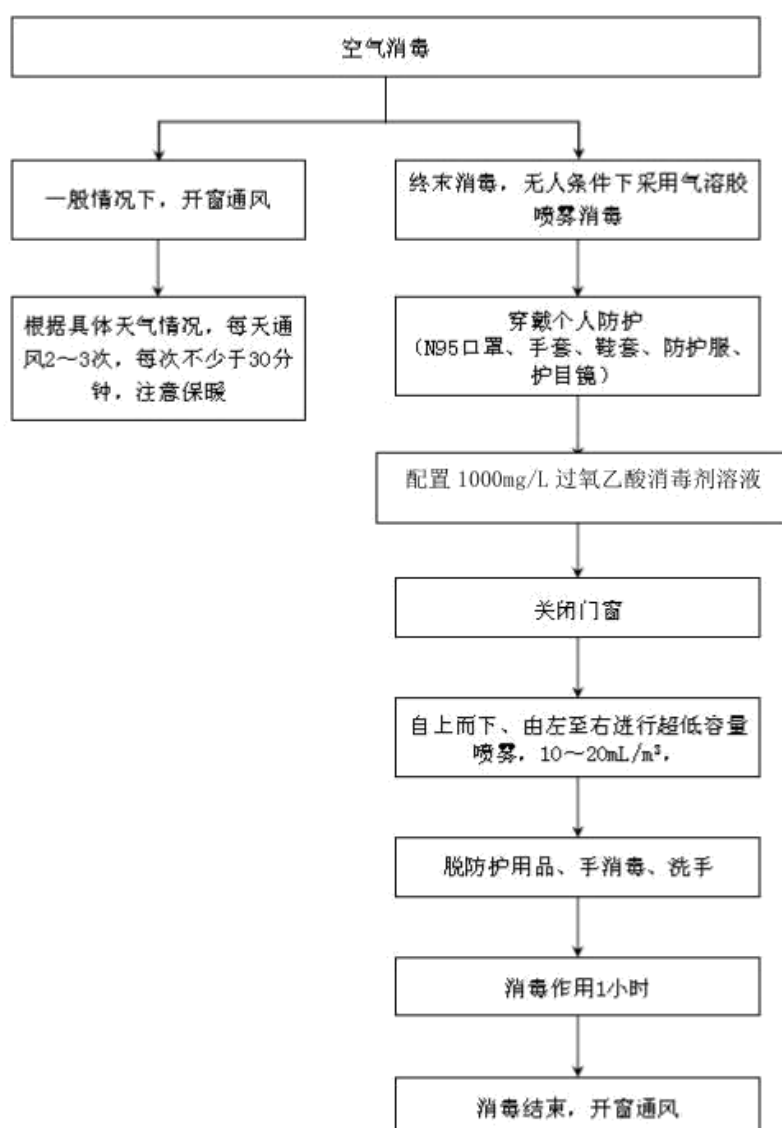 空气消毒
一般情况下，开窗通风
终末消毒，无人条件下采用气溶胶
喷雾消毒
根据具体天气情况，每天通
风2～3次，每次不少于30分
钟，注意保暖
穿戴个人防护
（N95口罩、手套、鞋套、防护服、
护目镜）
配置 1000mg/L 过氧乙酸消毒剂溶液
关闭门窗
自上而下、由左至右进行超低容量
喷雾，10～20mL/m³，
脱防护用品、手消毒、洗手
消毒作用1小时
消毒结束，开窗通风